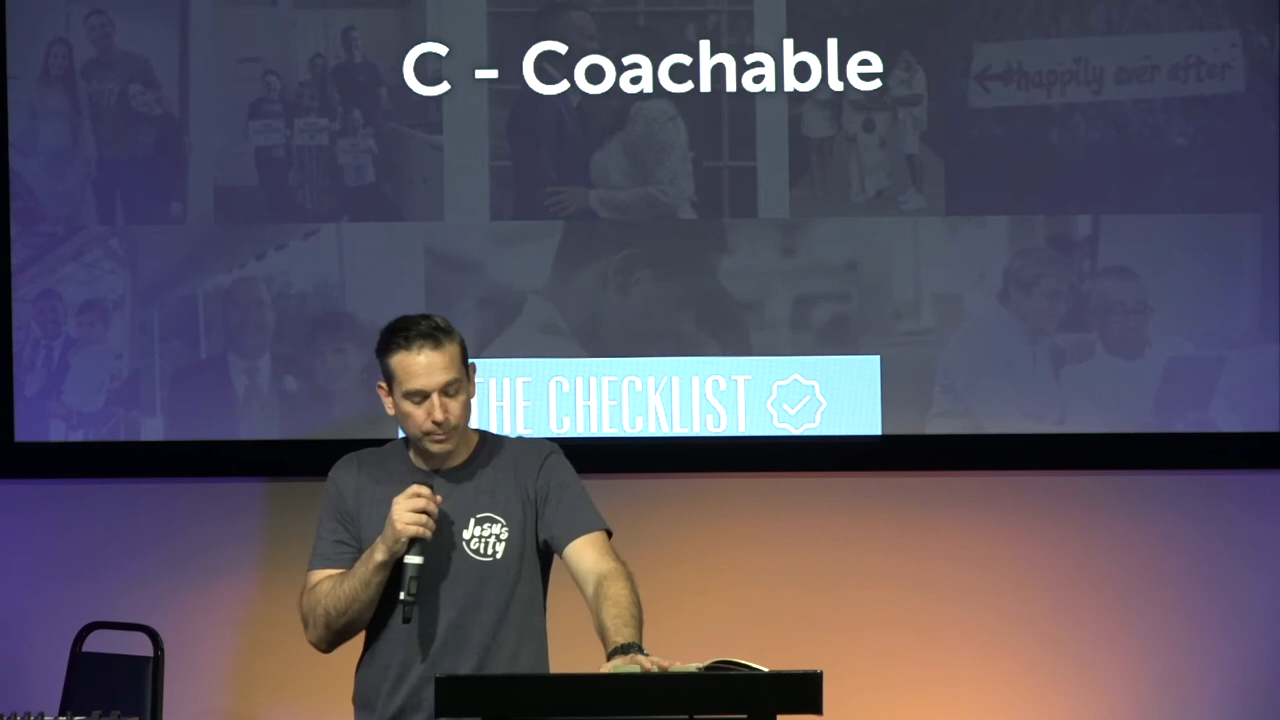 C - Coachable
happily ever after
THE CHECKLIST
Jesus
city